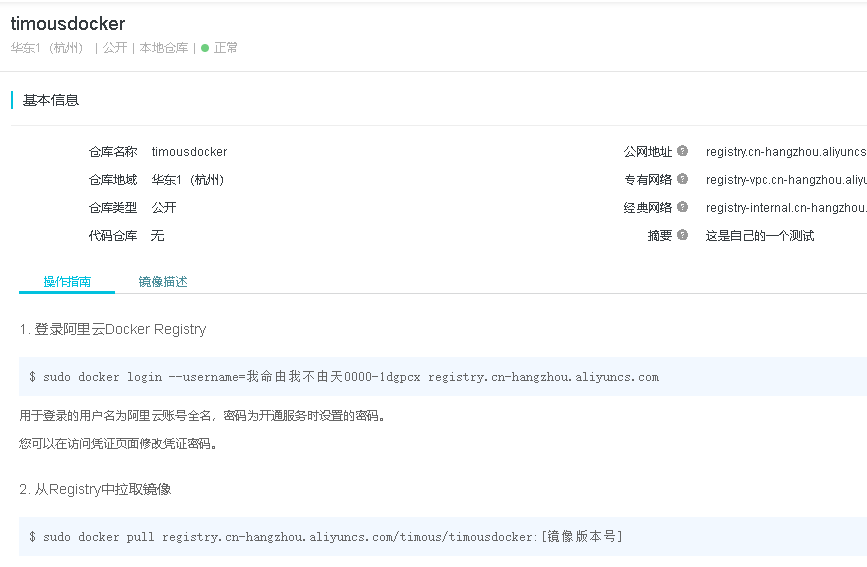 timousdocker
华东1（杭州） | 公开 | 本地仓库 | 正常
基本信息
仓库名称 timousdocker 公网地址 registry.cn-hangzhou.aliyuncs
仓库地域 华东1（杭州） 专有网络 registry-vpc.cn-hangzhou.aliyu
仓库类型 公开 经典网络 registry-internal.cn-hangzhou.
代码仓库 无 摘要 这是自己的一个测试
操作指南 镜像描述
1. 登录阿里云Docker Registry
$ sudo docker login --username=我命由我不由天0000-1dgpcx registry.cn-hangzhou.aliyuncs.com
用于登录的用户名为阿里云账号全名，密码为开通服务时设置的密码。
您可以在访问凭证页面修改凭证密码。
2. 从Registry中拉取镜像
$ sudo docker pull registry.cn-hangzhou.aliyuncs.com/timous/timousdocker:[镜像版本号]